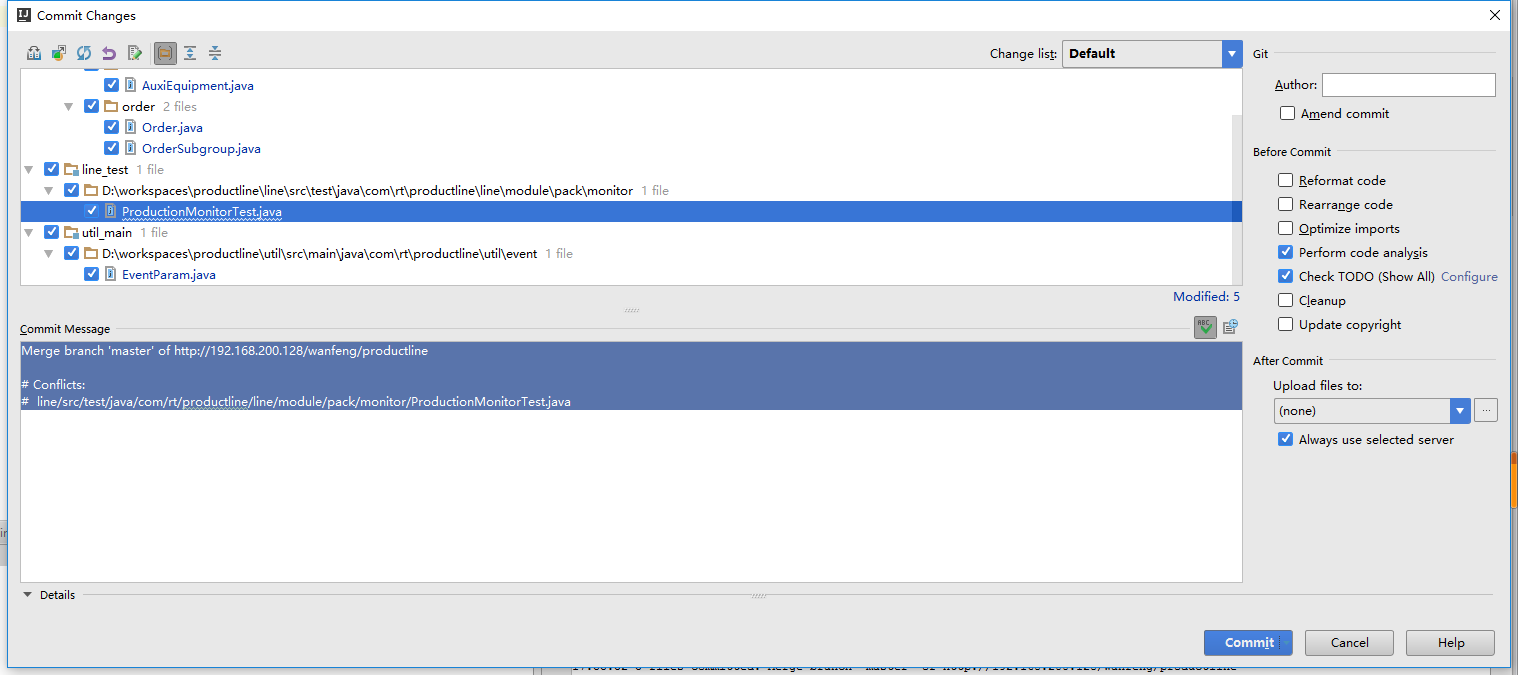 Commit Changes
Change list: Default
AuxiEquipment.java
order 2 files
Order.java
OrderSubgroup.java
line_test 1 file
D:\workspaces\productline\line\src\test\java\com\rt\productline\line\module\pack\monitor 1 file
ProductionMonitorTest.java
util_main 1 file
D:\workspaces\productline\util\src\main\java\com\rt\productline\util\event 1 file
EventParam.java
Modified: 5
Commit Message
Merge branch 'master' of http://192.168.200.128/wanfeng/productline
# Conflicts:
# line/src/test/java/com/rt/productline/line/module/pack/monitor/ProductionMonitorTest.java
Details
Git
Author:
Amend commit
Before Commit
Reformat code
Rearrange code
Optimize imports
Perform code analysis
Check TODO (Show All) Configure
Cleanup
Update copyright
After Commit
Upload files to:
(none)
...
Always use selected server
Commit
Cancel
Help